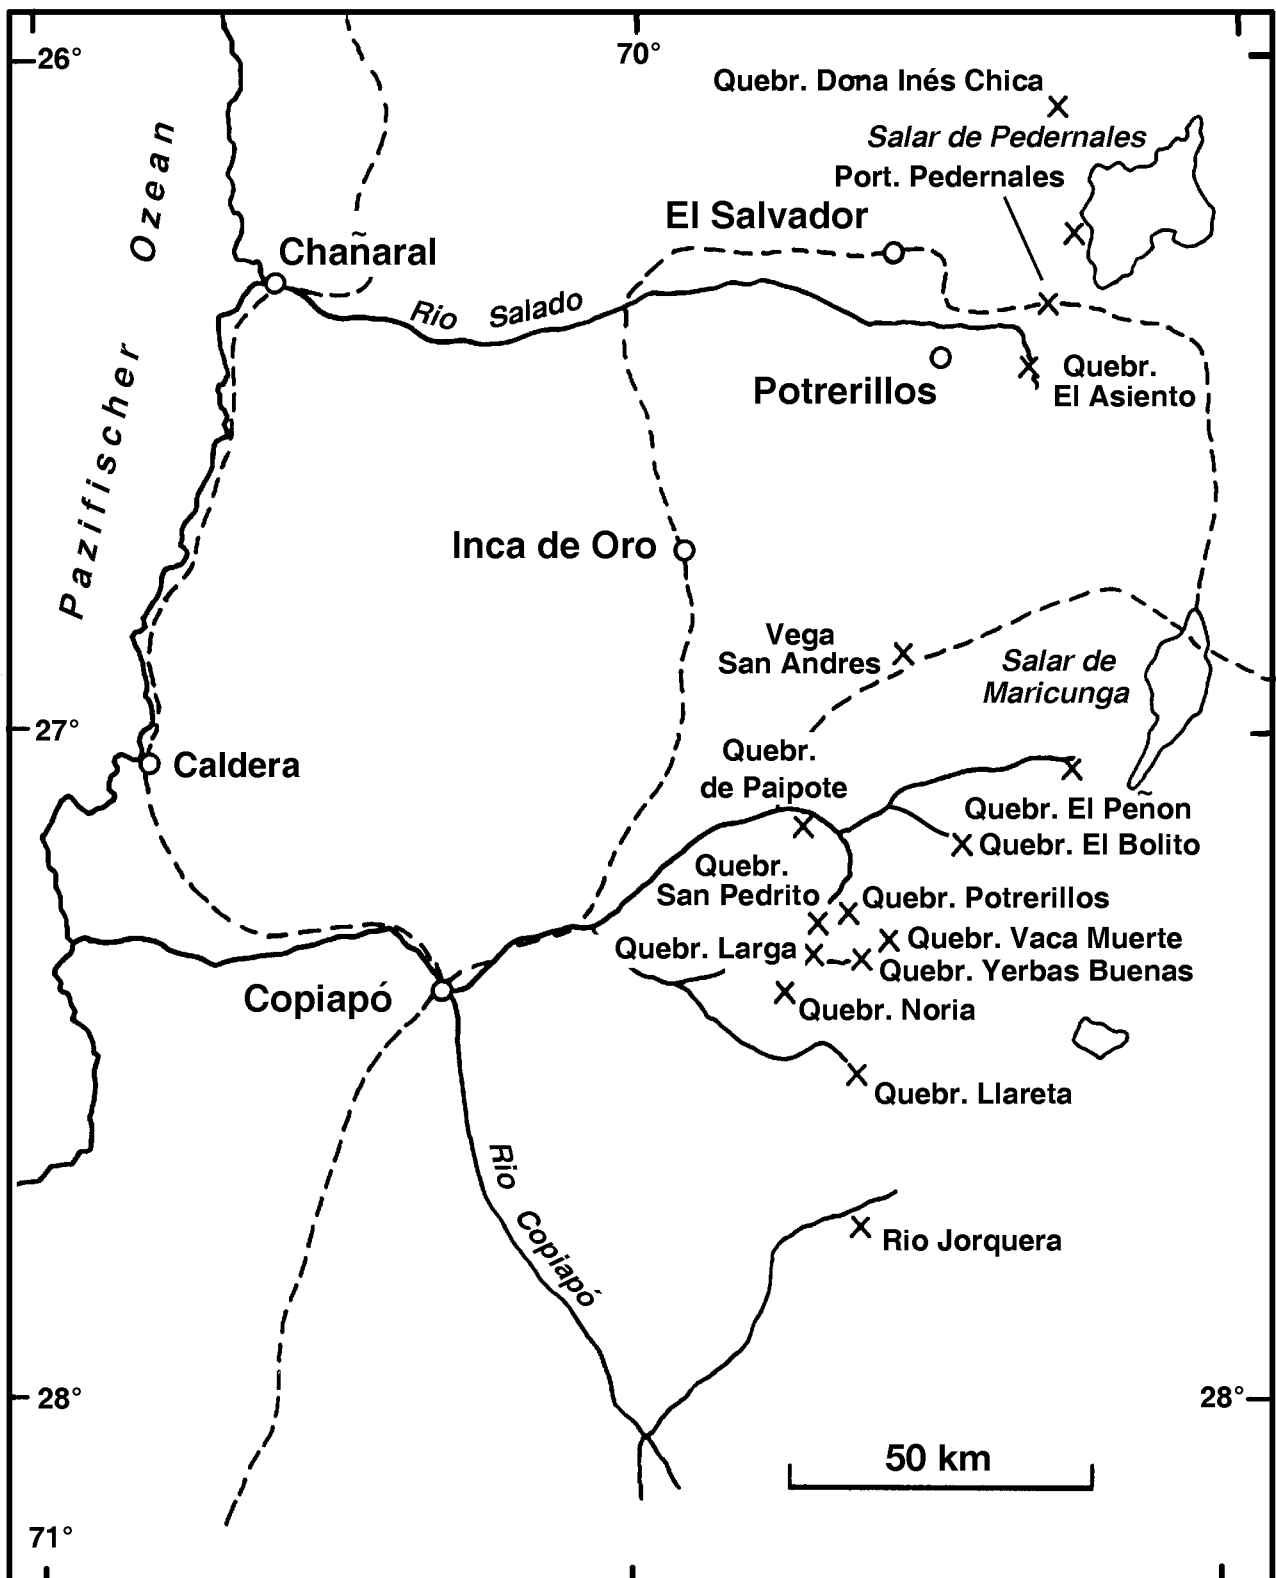 26°
70°
Quebr. Dona Inés Chica
Salar de Pedernales
Port. Pedernales
El Salvador
Chañaral
Rio Salado
Pazifischer Ozean
Quebr.
El Asiento
Potrerillos
Inca de Oro
Vega
San Andres
Salar de
Maricunga
27°
Caldera
Quebr.
de Paipote
Quebr. El Peñon
Quebr. El Bolito
Quebr.
San Pedrito
Quebr. Potrerillos
Quebr. Vaca Muerte
Quebr. Larga
Quebr. Yerbas Buenas
Copiapó
Quebr. Noria
Quebr. Llareta
Rio Copiapó
Rio Jorquera
28°
28°
50 km
71°